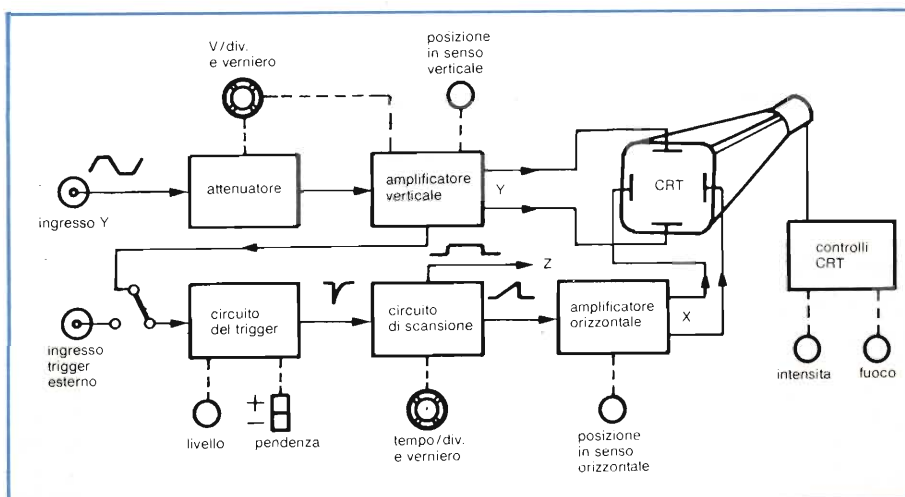 V/div.
e verniero
posizione
in senso
verticale
attenuatore
amplificatore
verticale
Y
CRT
ingresso Y
controlli
CRT
Z
circuito
del trigger
circuito
di scansione
amplificatore
orizzontale
X
ingresso
trigger
esterno
intensita
fuoco
+
−
livello
pendenza
tempo/div.
e verniero
posizione
in senso
orizzontale